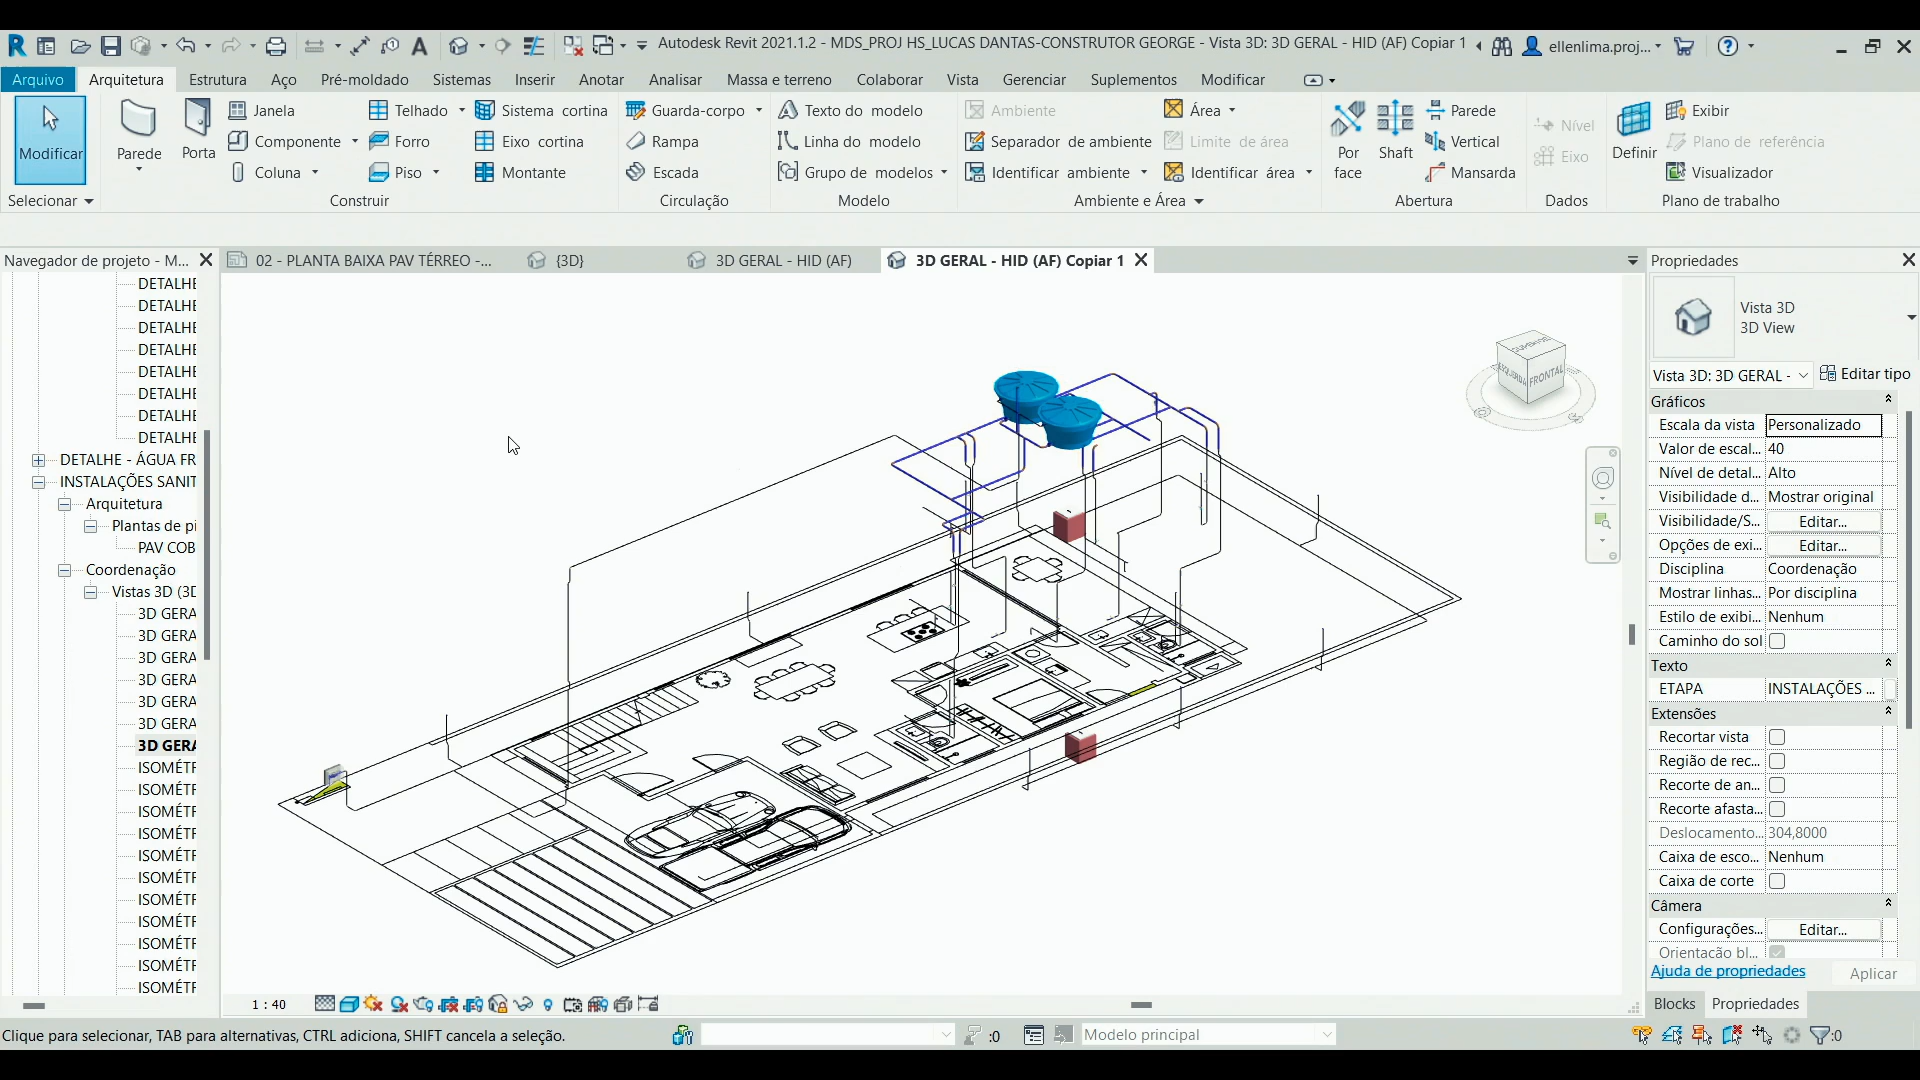 Autodesk Revit 2021.1.2 - MDS_PROJ HS_LUCAS DANTAS-CONSTRUTOR GEORGE - Vista 3D: 3D GERAL - HID (AF) Copiar 1
ellenlima.proj...
Arquivo Arquitetura Estrutura Aço Pré-moldado Sistemas Inserir Anotar Analisar Massa e terreno Colaborar Vista Gerenciar Suplementos Modificar
Modificar
Selecionar
Parede
Porta
Janela
Componente
Coluna
Telhado
Forro
Piso
Sistema cortina
Eixo cortina
Montante
Construir
Guarda-corpo
Rampa
Escada
Circulação
Texto do modelo
Linha do modelo
Grupo de modelos
Modelo
Ambiente
Separador de ambiente
Identificar ambiente
Área
Limite de área
Identificar área
Ambiente e Área
Por face
Shaft
Parede
Vertical
Mansarda
Abertura
Nível
Eixo
Dados
Definir
Exibir
Plano de referência
Visualizador
Plano de trabalho
Navegador de projeto - M...
02 - PLANTA BAIXA PAV TÉRREO -...
{3D}
3D GERAL - HID (AF)
3D GERAL - HID (AF) Copiar 1
DETALHE
DETALHE
DETALHE
DETALHE
DETALHE
DETALHE
DETALHE
DETALHE
DETALHE - ÁGUA FR
INSTALAÇÕES SANIT
Arquitetura
Plantas de pi
PAV COB
Coordenação
Vistas 3D (3D
3D GERA
3D GERA
3D GERA
3D GERA
3D GERA
3D GERA
3D GERA
ISOMÉTR
ISOMÉTR
ISOMÉTR
ISOMÉTR
ISOMÉTR
ISOMÉTR
ISOMÉTR
ISOMÉTR
ISOMÉTR
ISOMÉTR
ISOMÉTR
FRONTAL
Propriedades
Vista 3D
3D View
Vista 3D: 3D GERAL -
Editar tipo
Gráficos
Escala da vista Personalizado
Valor de escal... 40
Nível de detal... Alto
Visibilidade d... Mostrar original
Visibilidade/S... Editar...
Opções de exi... Editar...
Disciplina Coordenação
Mostrar linhas... Por disciplina
Estilo de exibi... Nenhum
Caminho do sol
Texto
ETAPA INSTALAÇÕES ...
Extensões
Recortar vista
Região de rec...
Recorte de an...
Recorte afasta...
Deslocamento... 304,8000
Caixa de esco... Nenhum
Caixa de corte
Câmera
Configurações... Editar...
Orientação bl...
Ajuda de propriedades
Aplicar
Blocks
Propriedades
1 : 40
Clique para selecionar, TAB para alternativas, CTRL adiciona, SHIFT cancela a seleção.
:0
Modelo principal
:0